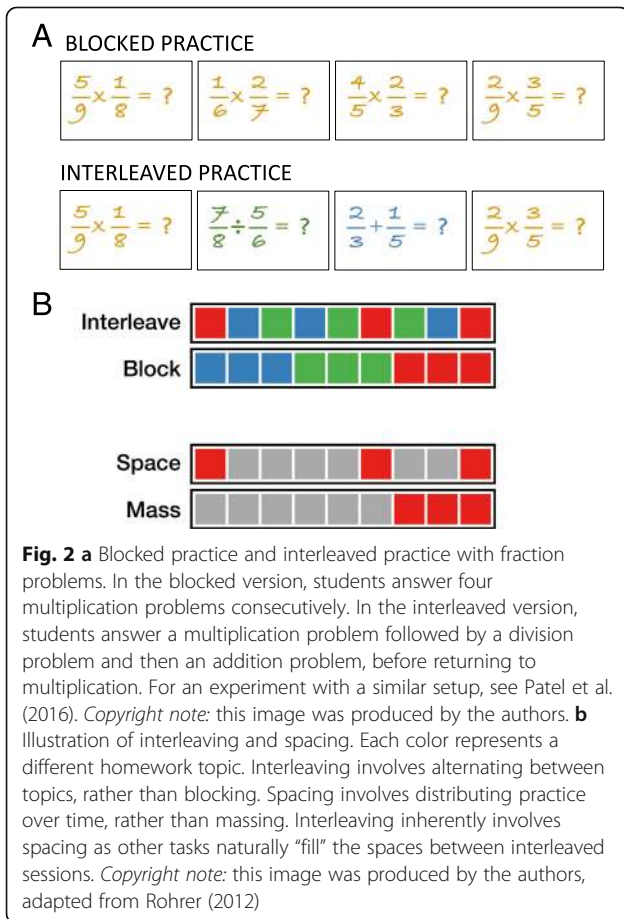 A BLOCKED PRACTICE
5/9 × 1/8 = ? 1/6 × 2/7 = ? 4/5 × 2/3 = ? 2/9 × 3/5 = ?
INTERLEAVED PRACTICE
5/9 × 1/8 = ? 7/8 ÷ 5/6 = ? 2/3 + 1/5 = ? 2/9 × 3/5 = ?
B
Interleave
Block
Space
Mass
Fig. 2 a Blocked practice and interleaved practice with fraction
problems. In the blocked version, students answer four
multiplication problems consecutively. In the interleaved version,
students answer a multiplication problem followed by a division
problem and then an addition problem, before returning to
multiplication. For an experiment with a similar setup, see Patel et al.
(2016). Copyright note: this image was produced by the authors. b
Illustration of interleaving and spacing. Each color represents a
different homework topic. Interleaving involves alternating between
topics, rather than blocking. Spacing involves distributing practice
over time, rather than massing. Interleaving inherently involves
spacing as other tasks naturally “fill” the spaces between interleaved
sessions. Copyright note: this image was produced by the authors,
adapted from Rohrer (2012)